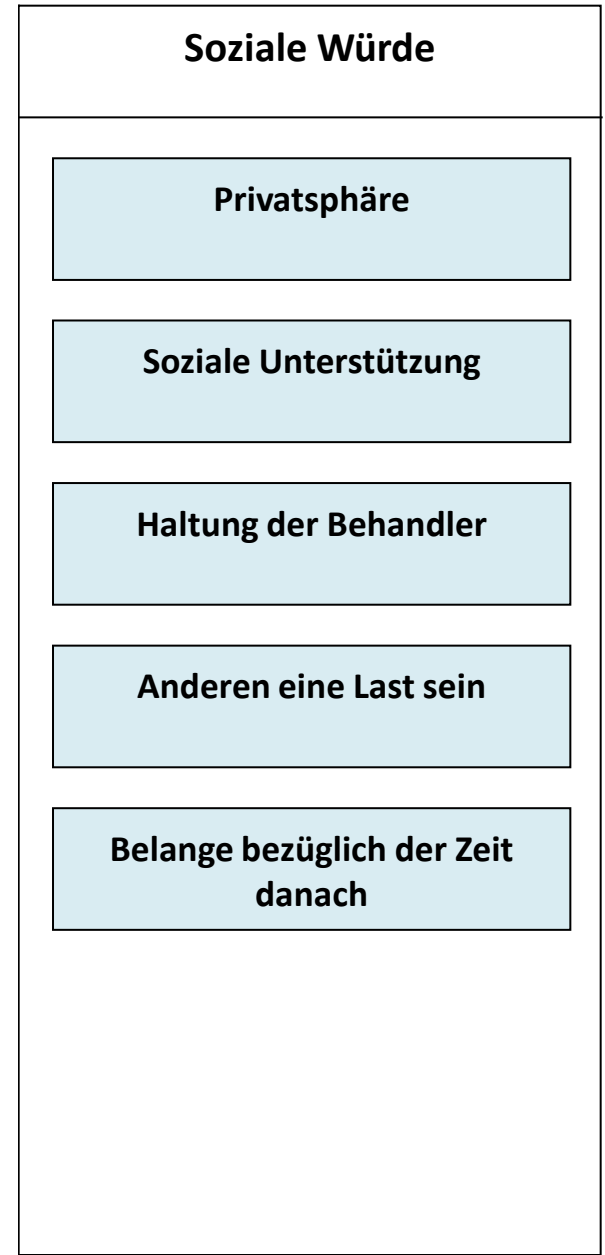 Soziale Würde
Privatsphäre
Soziale Unterstützung
Haltung der Behandler
Anderen eine Last sein
Belange bezüglich der Zeit
danach